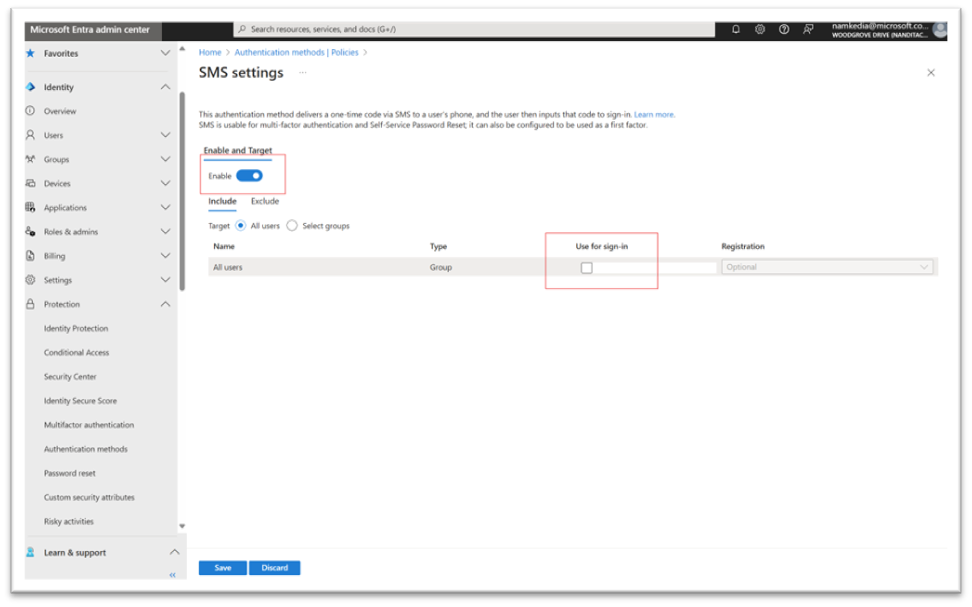 Microsoft Entra admin center
Search resources, services, and docs (G+/)
namkedia@microsoft.co...
WOODGROVE DRIVE (NANDITAC...
Favorites
Identity
Overview
Users
Groups
Devices
Applications
Roles & admins
Billing
Settings
Protection
Identity Protection
Conditional Access
Security Center
Identity Secure Score
Multifactor authentication
Authentication methods
Password reset
Custom security attributes
Risky activities
Learn & support
Home > Authentication methods | Policies >
SMS settings ...
This authentication method delivers a one-time code via SMS to a user's phone, and the user then inputs that code to sign-in. Learn more.
SMS is usable for multi-factor authentication and Self-Service Password Reset; it can also be configured to be used as a first factor.
Enable and Target
Enable
Include Exclude
Target All users Select groups
Name Type Use for sign-in Registration
All users Group Optional
Save Discard